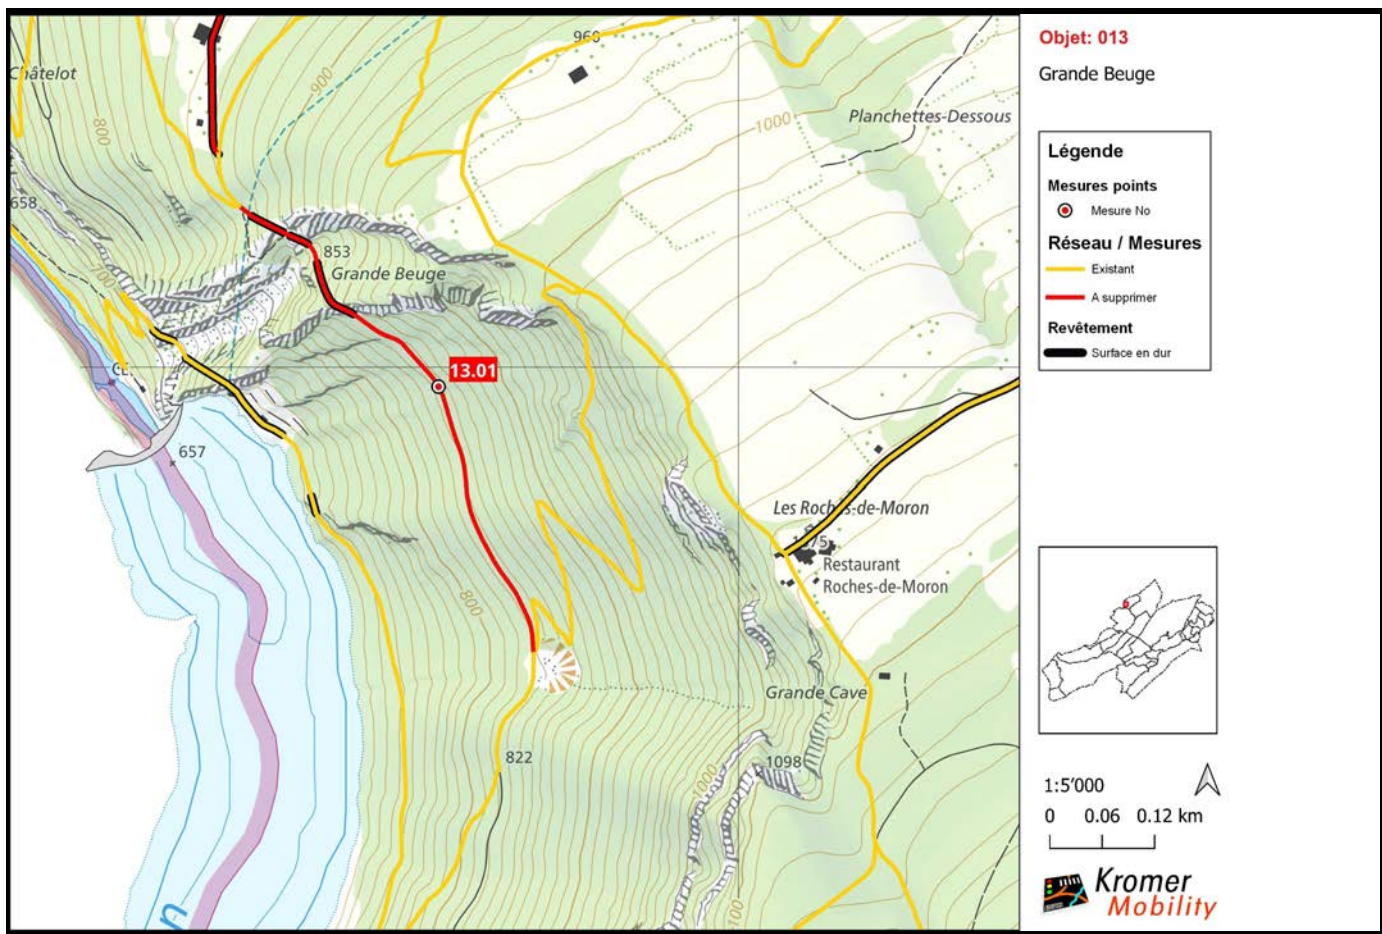 Châtelot
800
900
960
1000
Planchettes-Dessous
658
700
853
Grande Beuge
13.01
657
Les Roches-de-Moron
Restaurant
Roches-de-Moron
800
Grande Cave
822
1000
1098
1100
Objet: 013
Grande Beuge
Légende
Mesures points
Mesure No
Réseau / Mesures
Existant
A supprimer
Revêtement
Surface en dur
1:5'000
0 0.06 0.12 km
Kromer
Mobility